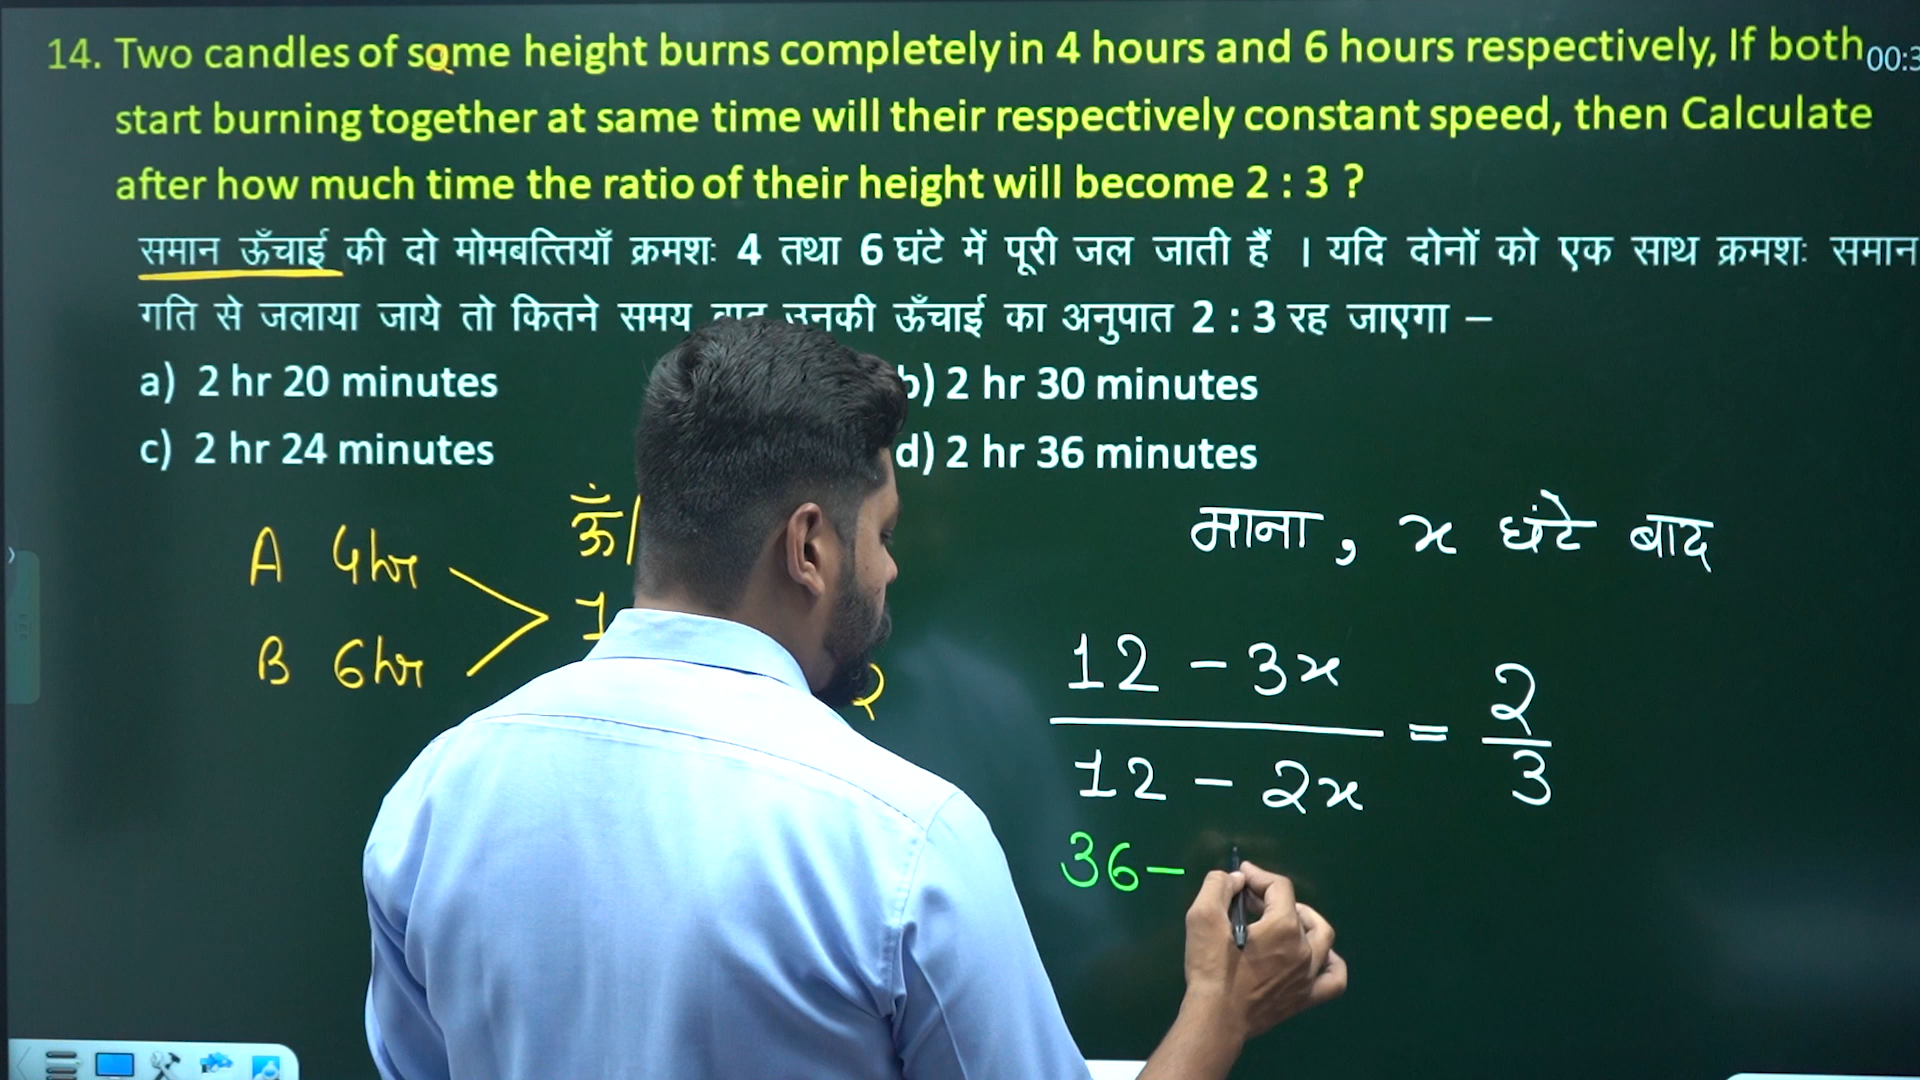 14. Two candles of same height burns completely in 4 hours and 6 hours respectively, If both
00:3
start burning together at same time will their respectively constant speed, then Calculate
after how much time the ratio of their height will become 2 : 3 ?
समान ऊँचाई की दो मोमबत्तियाँ क्रमशः 4 तथा 6 घंटे में पूरी जल जाती हैं । यदि दोनों को एक साथ क्रमशः समान
गति से जलाया जाये तो कितने समय बाद उनकी ऊँचाई का अनुपात 2 : 3 रह जाएगा –
a) 2 hr 20 minutes b) 2 hr 30 minutes
c) 2 hr 24 minutes d) 2 hr 36 minutes
A 4hr
B 6hr
ऊँ
1
2
माना , x घंटे बाद
12 - 3x
12 - 2x
=
2
3
36 -